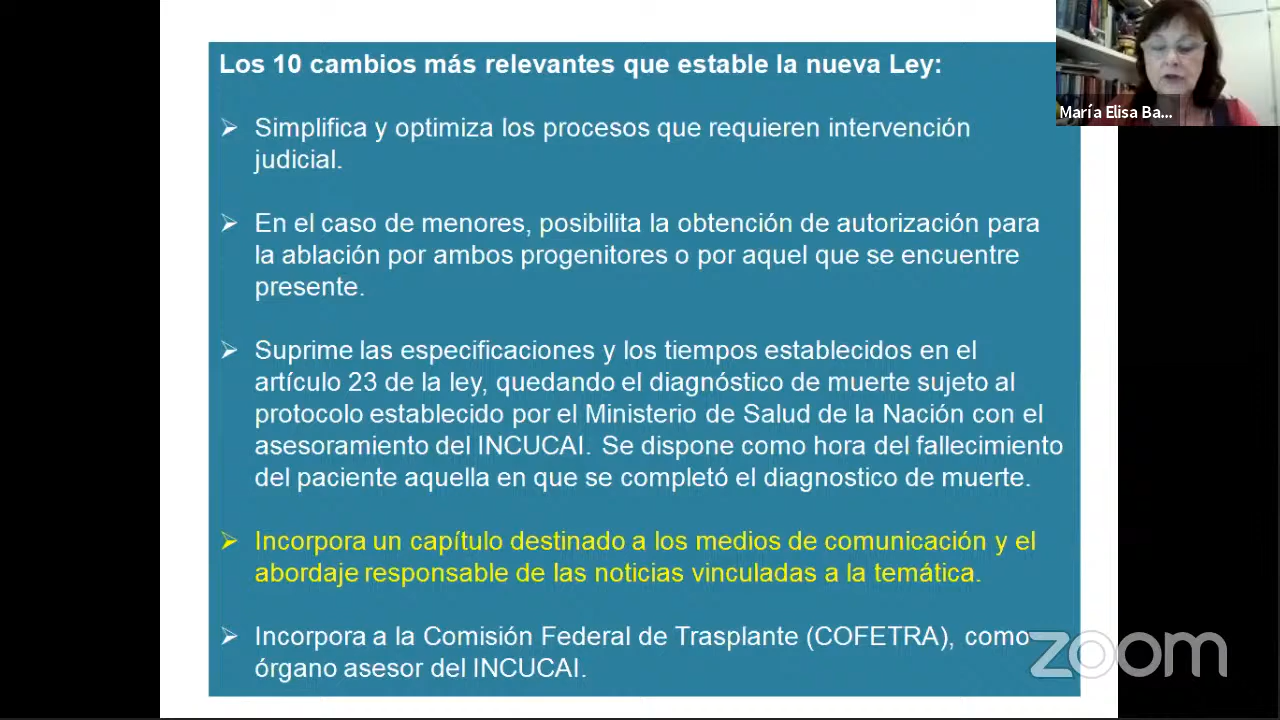 Los 10 cambios más relevantes que estable la nueva Ley:
Simplifica y optimiza los procesos que requieren intervención
judicial.
En el caso de menores, posibilita la obtención de autorización para
la ablación por ambos progenitores o por aquel que se encuentre
presente.
Suprime las especificaciones y los tiempos establecidos en el
artículo 23 de la ley, quedando el diagnóstico de muerte sujeto al
protocolo establecido por el Ministerio de Salud de la Nación con el
asesoramiento del INCUCAI. Se dispone como hora del fallecimiento
del paciente aquella en que se completó el diagnostico de muerte.
Incorpora un capítulo destinado a los medios de comunicación y el
abordaje responsable de las noticias vinculadas a la temática.
Incorpora a la Comisión Federal de Trasplante (COFETRA), como
órgano asesor del INCUCAI.
María Elisa Ba...
zoom